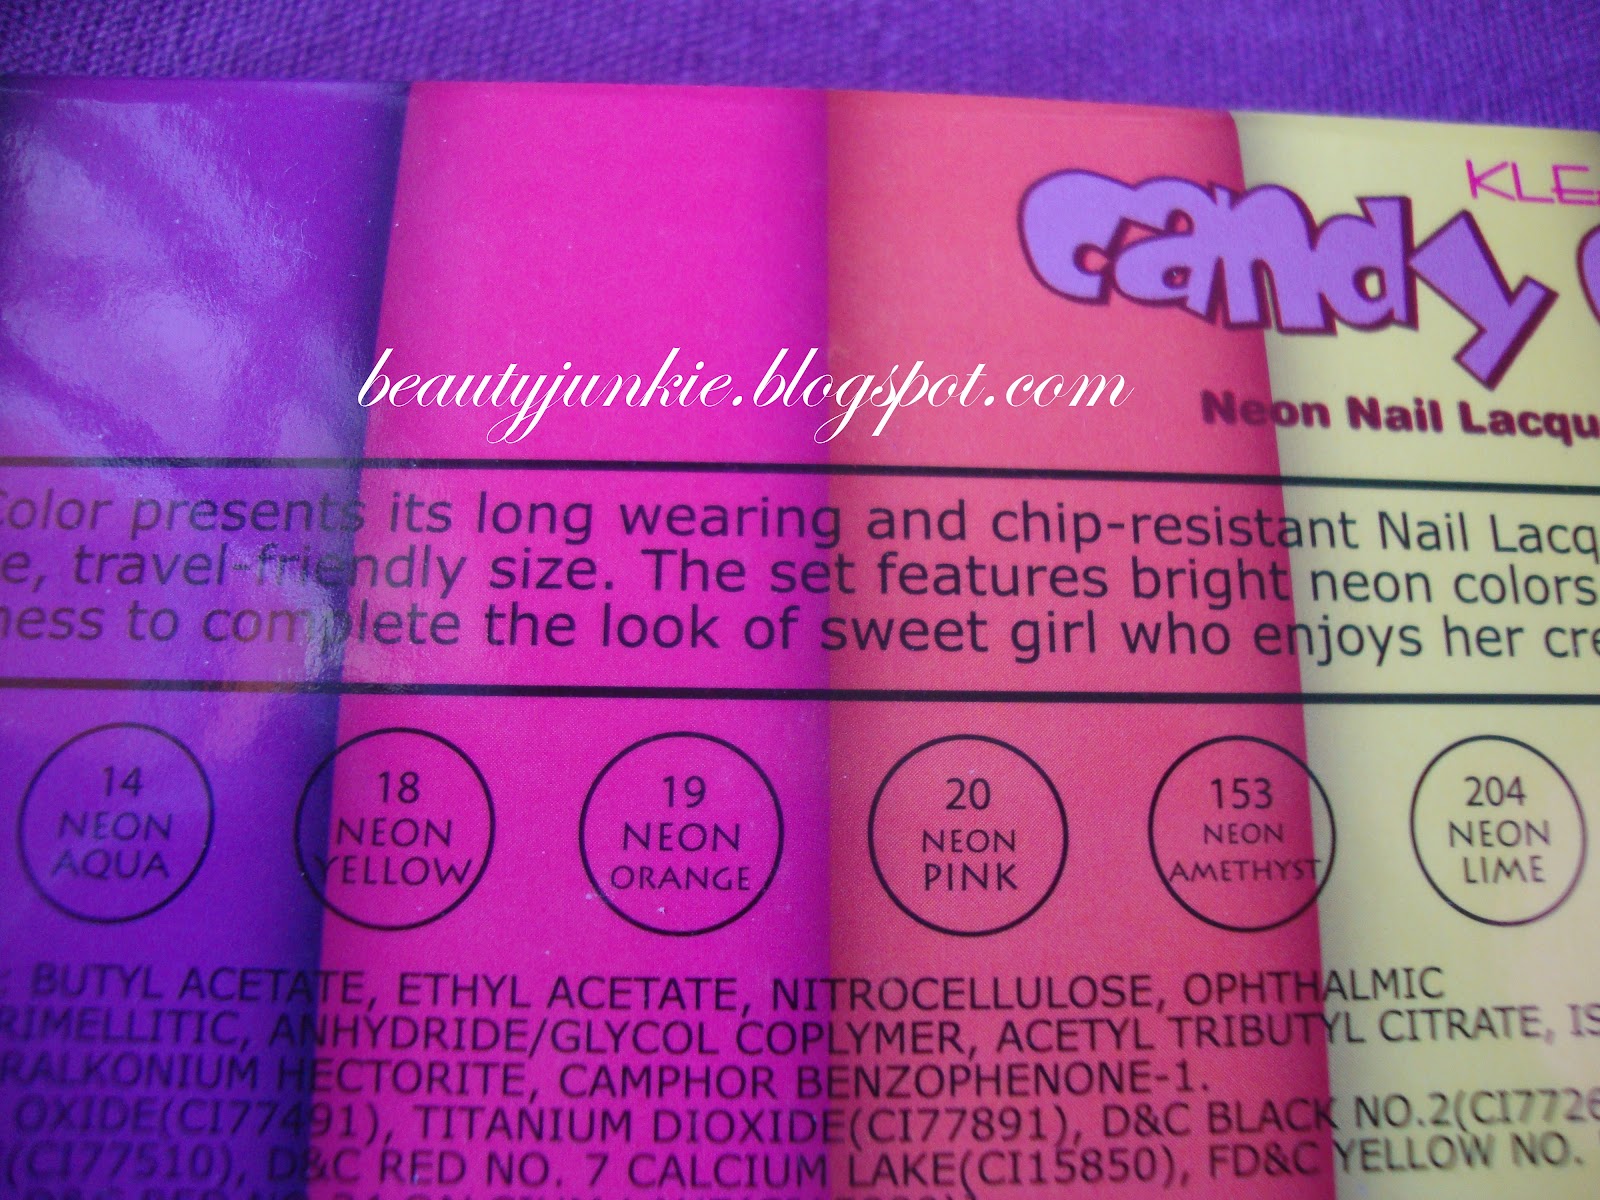 KLE
candy
beautyjunkie.blogspot.com
Neon Nail Lacqu
Color presents its long wearing and chip-resistant Nail Lacq
e, travel-friendly size. The set features bright neon colors
ness to complete the look of sweet girl who enjoys her cre
14 NEON AQUA
18 NEON YELLOW
19 NEON ORANGE
20 NEON PINK
153 NEON AMETHYST
204 NEON LIME
: BUTYL ACETATE, ETHYL ACETATE, NITROCELLULOSE, OPHTHALMIC
RIMELLITIC, ANHYDRIDE/GLYCOL COPLYMER, ACETYL TRIBUTYL CITRATE, IS
RALKONIUM HECTORITE, CAMPHOR BENZOPHENONE-1.
OXIDE(CI77491), TITANIUM DIOXIDE(CI77891), D&C BLACK NO.2(CI7726
(CI77510), D&C RED NO. 7 CALCIUM LAKE(CI15850), FD&C YELLOW NO.